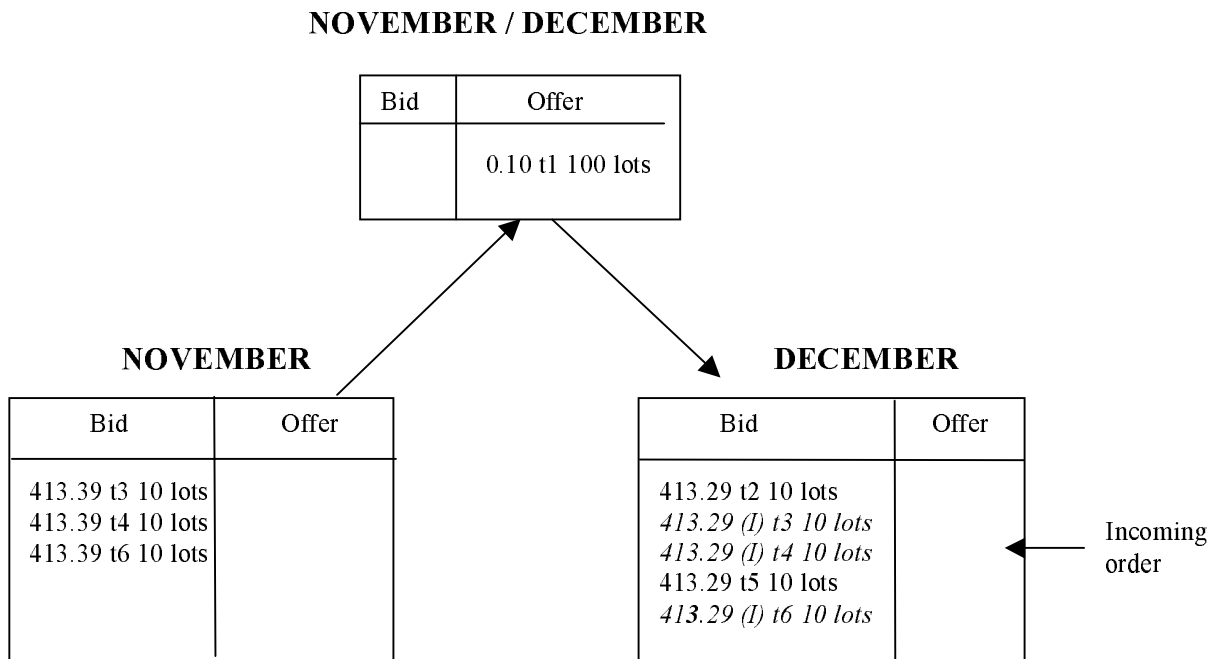 NOVEMBER / DECEMBER
Bid Offer
0.10 t1 100 lots
NOVEMBER
Bid Offer
413.39 t3 10 lots
413.39 t4 10 lots
413.39 t6 10 lots
DECEMBER
Bid Offer
413.29 t2 10 lots
413.29 (I) t3 10 lots
413.29 (I) t4 10 lots
413.29 t5 10 lots
413.29 (I) t6 10 lots
Incoming
order